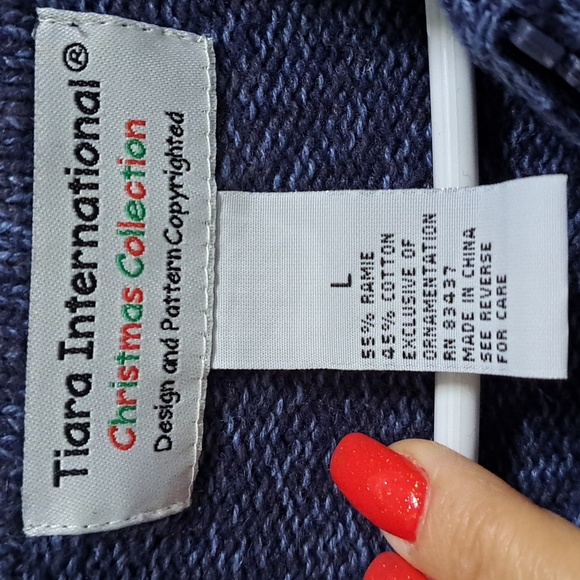 Tiara International®
Christmas Collection
Design and Pattern Copyrighted
L
55% RAMIE
45% COTTON
EXCLUSIVE OF
ORNAMENTATION
RN 83437
MADE IN CHINA
SEE REVERSE
FOR CARE